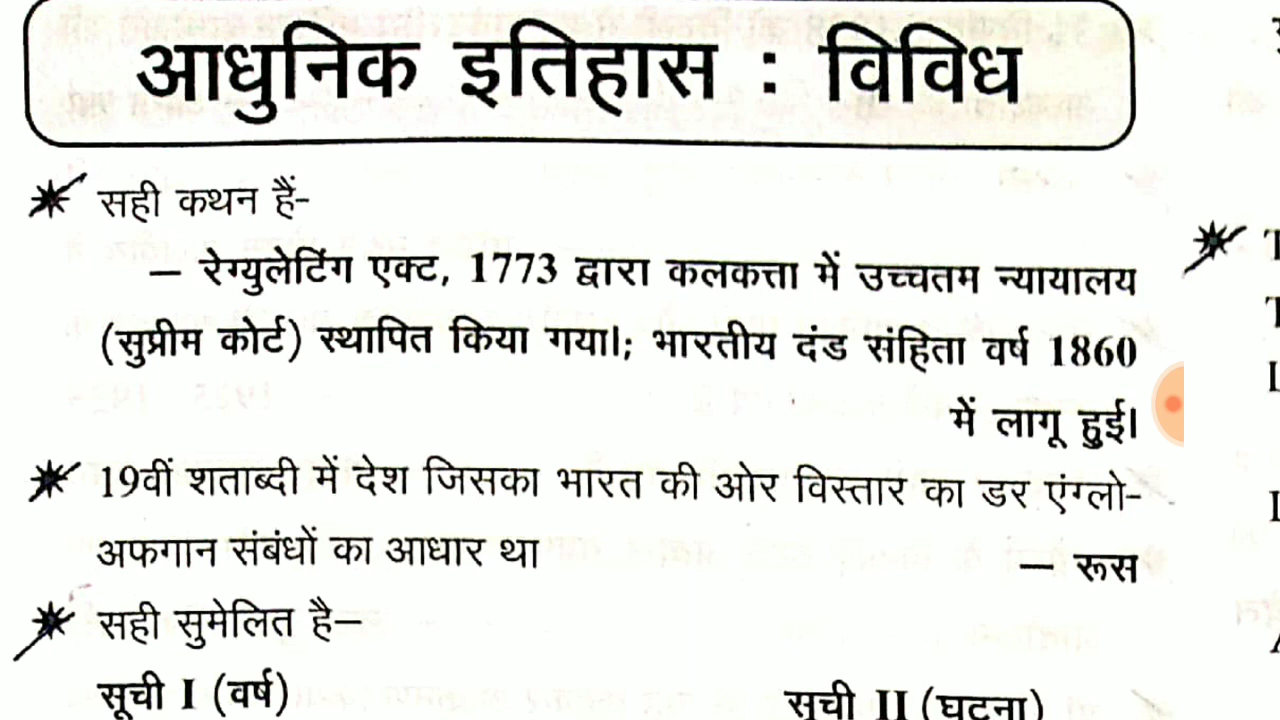 आधुनिक इतिहास : विविध
सही कथन हैं-
– रेग्युलेटिंग एक्ट, 1773 द्वारा कलकत्ता में उच्चतम न्यायालय
(सुप्रीम कोर्ट) स्थापित किया गया।; भारतीय दंड संहिता वर्ष 1860
में लागू हुई।
19वीं शताब्दी में देश जिसका भारत की ओर विस्तार का डर एंग्लो-
अफगान संबंधों का आधार था — रूस
सही सुमेलित है–
सूची I (वर्ष) सूची II (घटना)